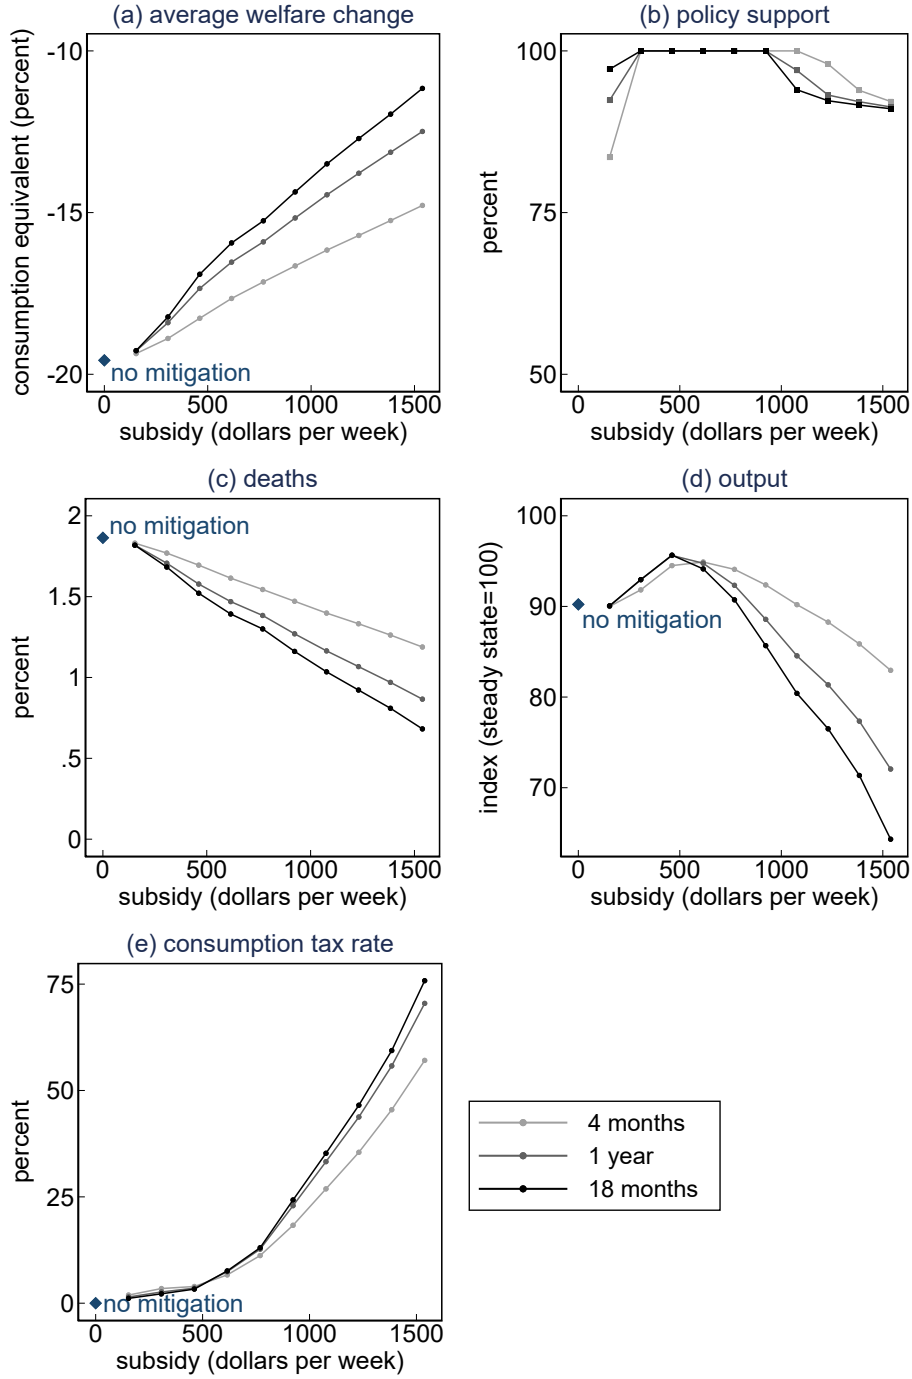 (a) average welfare change
consumption equivalent (percent)
-10
-15
-20
no mitigation
0 500 1000 1500
subsidy (dollars per week)
(b) policy support
percent
100
75
50
0 500 1000 1500
subsidy (dollars per week)
(c) deaths
percent
2
1.5
1
.5
0
no mitigation
0 500 1000 1500
subsidy (dollars per week)
(d) output
index (steady state=100)
100
90
80
70
no mitigation
0 500 1000 1500
subsidy (dollars per week)
(e) consumption tax rate
percent
75
50
25
0
no mitigation
0 500 1000 1500
subsidy (dollars per week)
4 months
1 year
18 months